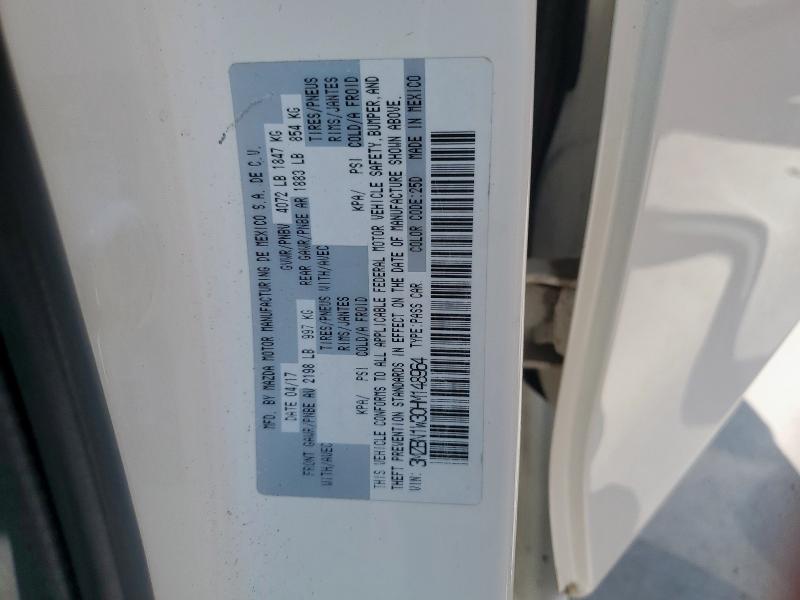 MFD. BY MAZDA MOTOR MANUFACTURING DE MEXICO S.A. DE C.V.
DATE 04/17 GVWR/PNBV 4072 LB 1847 KG
FRONT GAWR/PNBE AV 2198 LB 997 KG REAR GAWR/PNBE AR 1883 LB 854 KG
WITH/AVEC TIRES/PNEUS WITH/AVEC TIRES/PNEUS
RIMS/JANTES RIMS/JANTES
KPA/ PSI COLD/A FROID KPA/ PSI COLD/A FROID
THIS VEHICLE CONFORMS TO ALL APPLICABLE FEDERAL MOTOR VEHICLE SAFETY, BUMPER, AND
THEFT PREVENTION STANDARDS IN EFFECT ON THE DATE OF MANUFACTURE SHOWN ABOVE.
VIN: 3MZBN1W30HM148964 TYPE:PASS CAR COLOR CODE:25D MADE IN MEXICO